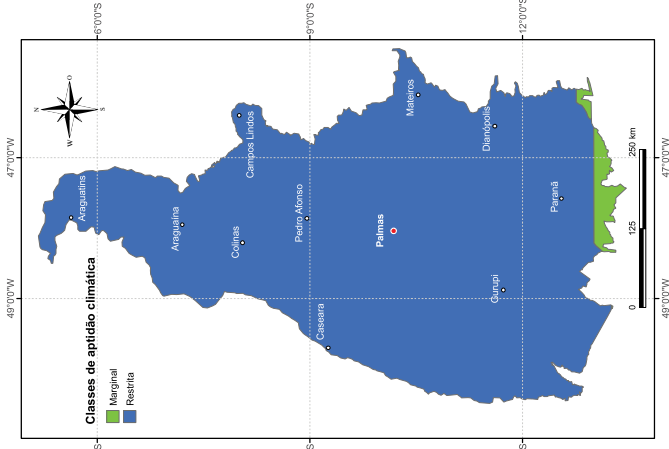 47°0'0"W
49°0'0"W
6°0'0"S
9°0'0"S
12°0'0"S
N
O
S
W
Araguatins
Araguaína
Campos Lindos
Colinas
Pedro Afonso
Caseara
Palmas
Mateiros
Dianópolis
Gurupi
Paranã
Classes de aptidão climática
Marginal
Restrita
0 125 250 km
47°0'0"W
49°0'0"W
S
S
S